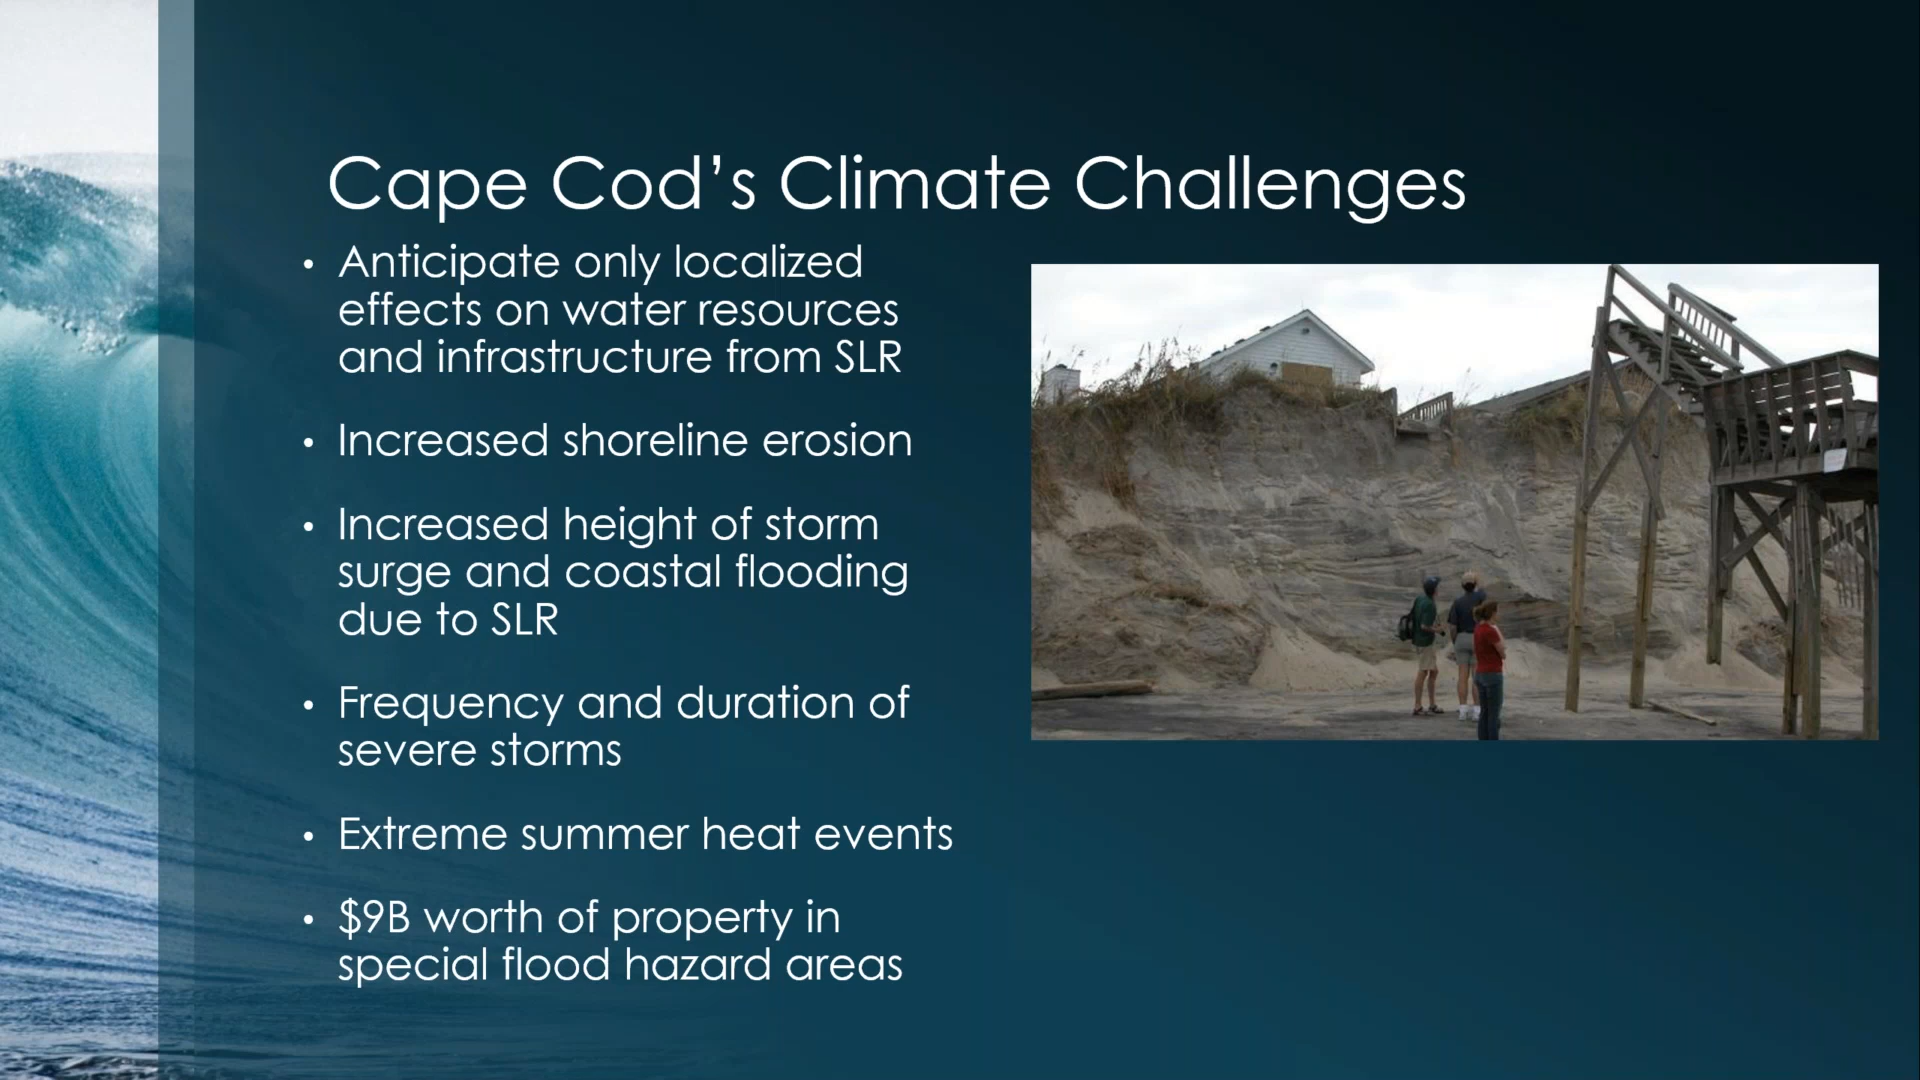 Cape Cod’s Climate Challenges
• Anticipate only localized
effects on water resources
and infrastructure from SLR
• Increased shoreline erosion
• Increased height of storm
surge and coastal flooding
due to SLR
• Frequency and duration of
severe storms
• Extreme summer heat events
• $9B worth of property in
special flood hazard areas